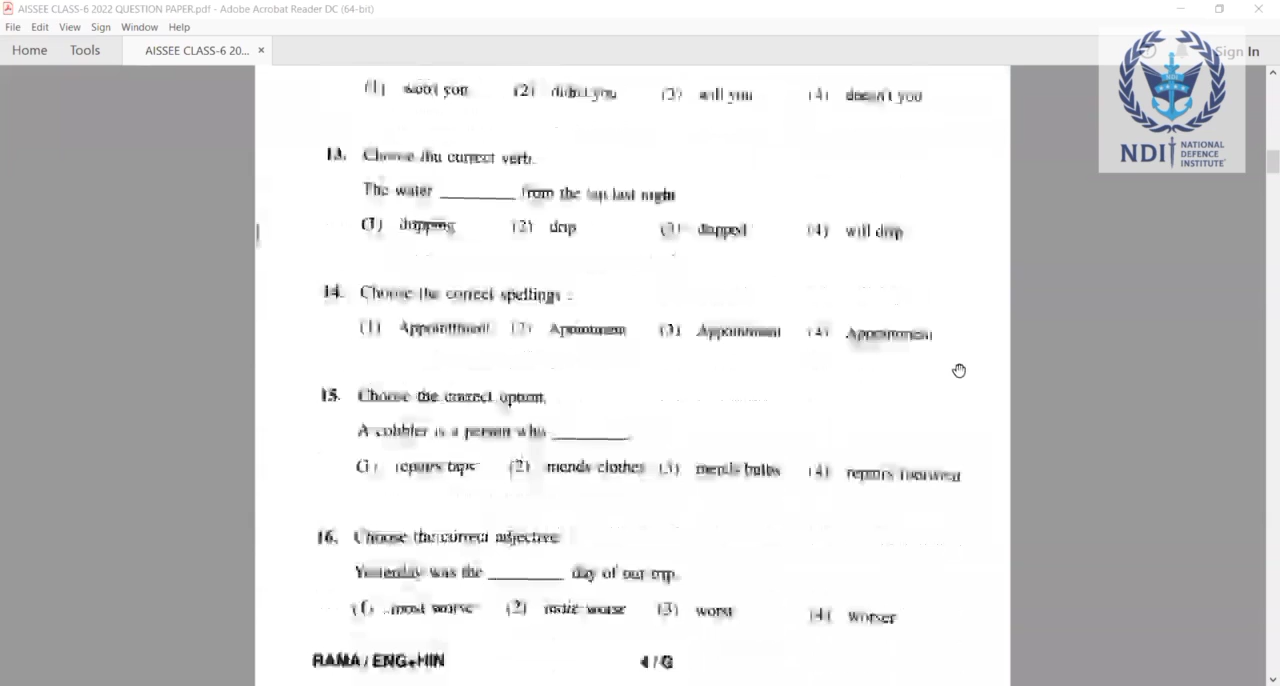 AISSEE CLASS-6 2022 QUESTION PAPER.pdf - Adobe Acrobat Reader DC (64-bit)
File Edit View Sign Window Help
Home Tools AISSEE CLASS-6 20... × Sign In
NDI NATIONAL DEFENCE INSTITUTE
(1) won't you (2) didn't you (3) will you (4) doesn't you
13. Choose the correct verb.
The water ________ from the tap last night
(1) dripping (2) drip (3) dripped (4) will drip
14. Choose the correct spellings :
(1) (2) (3) (4)
15. Choose the correct option.
A cobbler is a person who ________.
(1) repairs taps (2) mends clothes (3) mends bulbs (4) repairs footwear
16. Choose the correct adjective
Yesterday was the ________ day of our trip.
(1) most worse (2) more worse (3) worst (4) worser
RAMA / ENG+HIN 4 / G